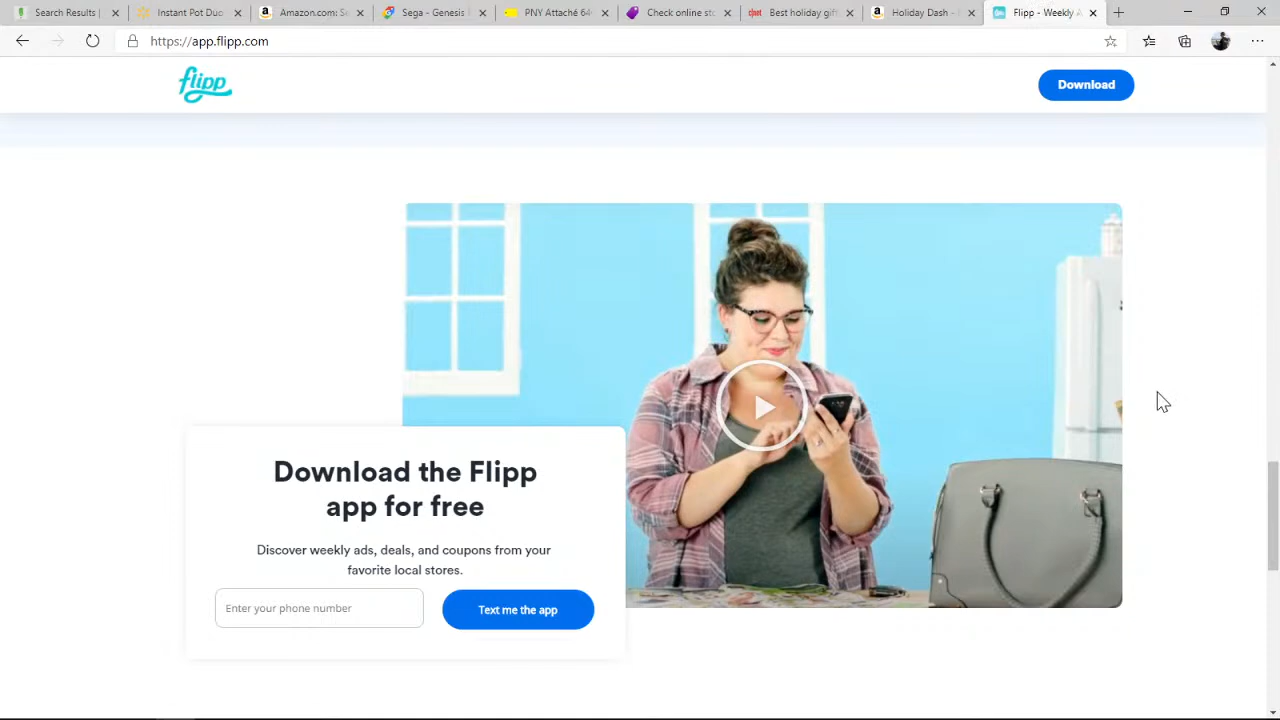 Search Results |
Instant Pot Duo
Amazon.com: Se
Sega - Genesis
PNY Attaché 64
Check online sto
cnet
Best holiday gift
Holiday Dash –
Flipp - Weekly A
https://app.flipp.com
flipp
Download
Download the Flipp
app for free
Discover weekly ads, deals, and coupons from your
favorite local stores.
Enter your phone number
Text me the app